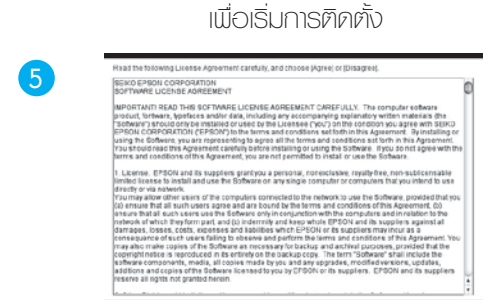 เพื่อเริ่มการติดตั้ง
5
Read the following License Agreement carefully, and choose [Agree] or [Disagree].
SEIKO EPSON CORPORATION
SOFTWARE LICENSE AGREEMENT
IMPORTANT! READ THIS SOFTWARE LICENSE AGREEMENT CAREFULLY. The computer software
product, fontware, typefaces and/or data, including any accompanying explanatory written materials (the
"Software") should only be installed or used by the Licensee ("you") on the condition you agree with SEIKO
EPSON CORPORATION ("EPSON") to the terms and conditions set forth in this Agreement. By installing or
using the Software, you are representing to agree all the terms and conditions set forth in this Agreement.
You should read this Agreement carefully before installing or using the Software. If you do not agree with the
terms and conditions of this Agreement, you are not permitted to install or use the Software.
1. License. EPSON and its suppliers grant you a personal, nonexclusive, royalty-free, non-sublicensable
limited license to install and use the Software on any single computer or computers that you intend to use
directly or via network.
You may allow other users of the computers connected to the network to use the Software, provided that you
(a) ensure that all such users agree and are bound by the terms and conditions of this Agreement, (b)
ensure that all such users use the Software only in conjunction with the computers and in relation to the
network of which they form part, and (c) indemnify and keep whole EPSON and its suppliers against all
damages, losses, costs, expenses and liabilities which EPSON or its suppliers may incur as a
consequence of such users failing to observe and perform the terms and conditions of this Agreement. You
may also make copies of the Software as necessary for backup and archival purposes, provided that the
copyright notice is reproduced in its entirety on the backup copy. The term "Software" shall include the
software components, media, all copies made by you and any upgrades, modified versions, updates,
additions and copies of the Software licensed to you by EPSON or its suppliers. EPSON and its suppliers
reserve all rights not granted herein.